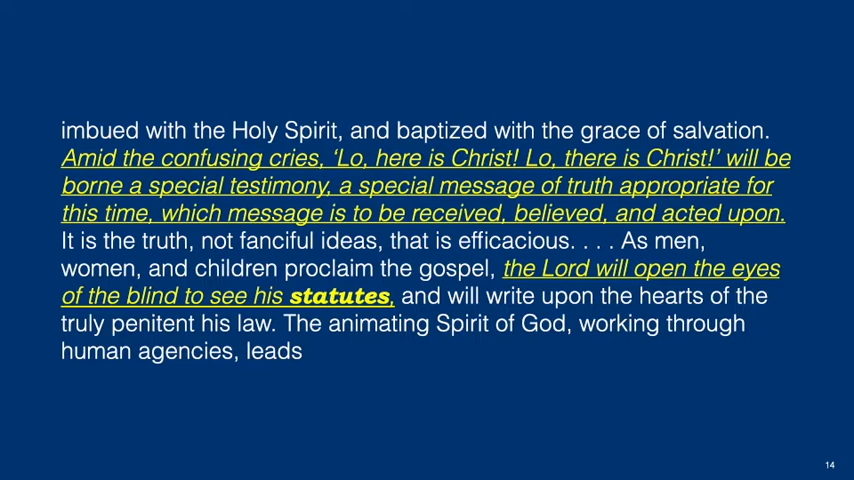 imbued with the Holy Spirit, and baptized with the grace of salvation.
Amid the confusing cries, ‘Lo, here is Christ! Lo, there is Christ!’ will be
borne a special testimony, a special message of truth appropriate for
this time, which message is to be received, believed, and acted upon.
It is the truth, not fanciful ideas, that is efficacious. . . . As men,
women, and children proclaim the gospel, the Lord will open the eyes
of the blind to see his statutes, and will write upon the hearts of the
truly penitent his law. The animating Spirit of God, working through
human agencies, leads
14